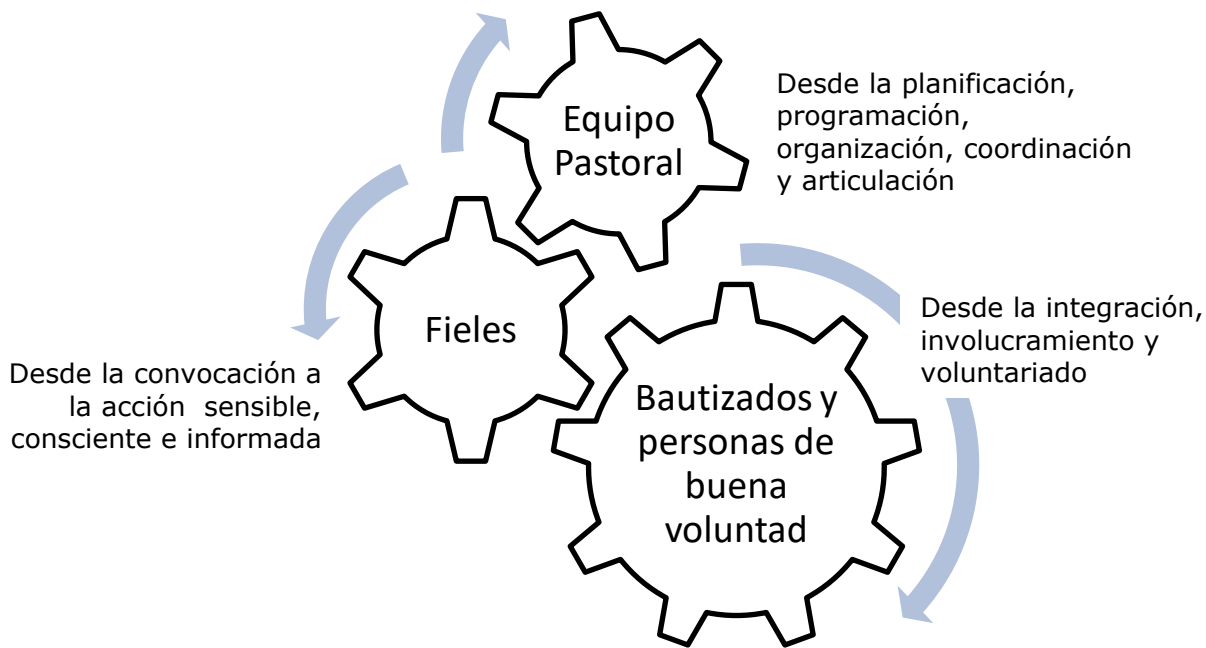 Equipo
Pastoral
Desde la planificación,
programación,
organización, coordinación
y articulación
Fieles
Desde la convocación a
la acción sensible,
consciente e informada
Bautizados y
personas de
buena
voluntad
Desde la integración,
involucramiento y
voluntariado